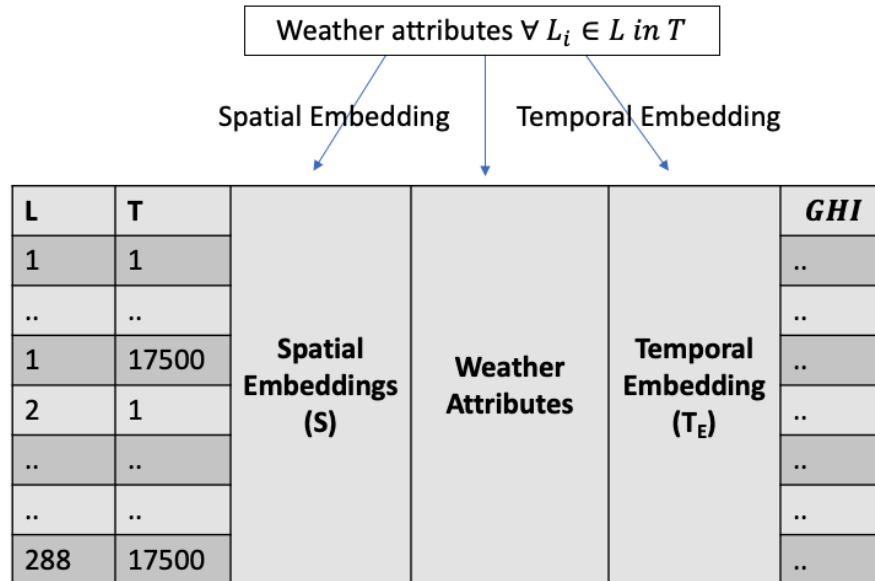 Weather attributes ∀ Lᵢ ∈ L in T
Spatial Embedding Temporal Embedding
L T GHI
1 1 ..
.. .. ..
1 17500 ..
2 1 ..
.. .. ..
.. .. ..
288 17500 ..
Spatial
Embeddings
(S)
Weather
Attributes
Temporal
Embedding
(T_E)